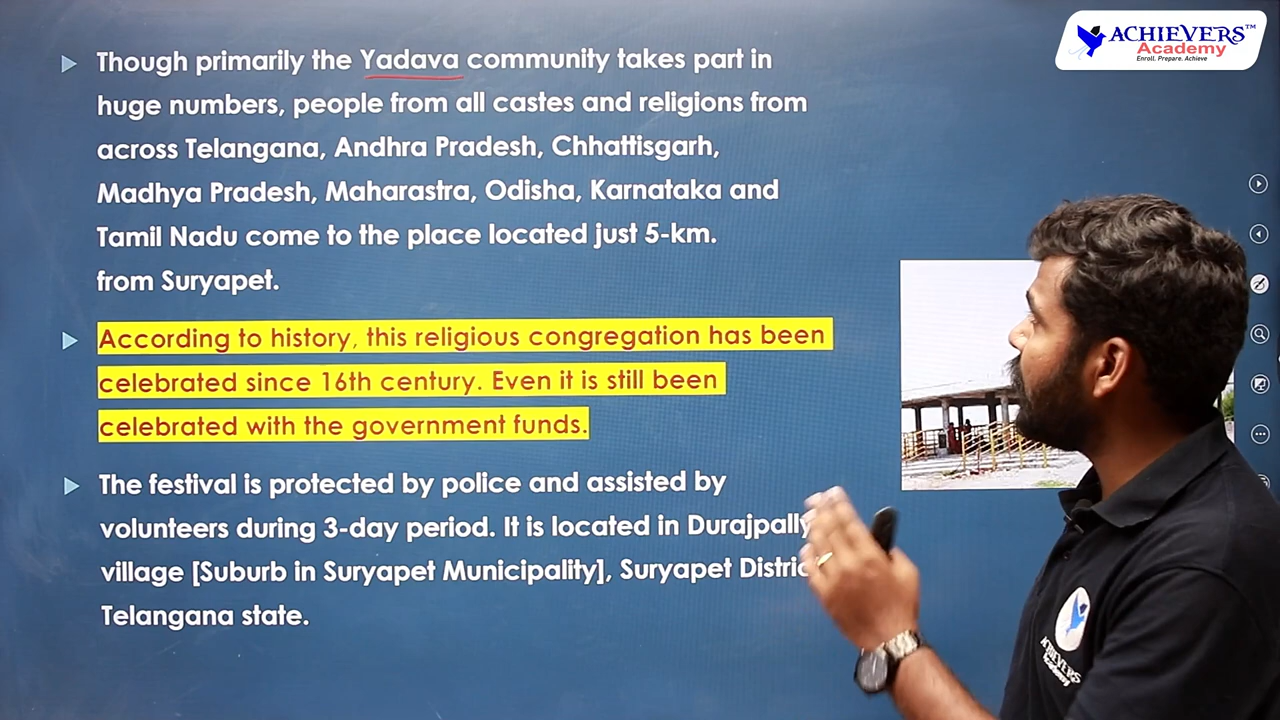 ACHIEVERS™
Academy
Enroll. Prepare. Achieve
Though primarily the Yadava community takes part in
huge numbers, people from all castes and religions from
across Telangana, Andhra Pradesh, Chhattisgarh,
Madhya Pradesh, Maharastra, Odisha, Karnataka and
Tamil Nadu come to the place located just 5-km.
from Suryapet.
According to history, this religious congregation has been
celebrated since 16th century. Even it is still been
celebrated with the government funds.
The festival is protected by police and assisted by
volunteers during 3-day period. It is located in Durajpally
village [Suburb in Suryapet Municipality], Suryapet Distric
Telangana state.
ACHIEVERS
Academy